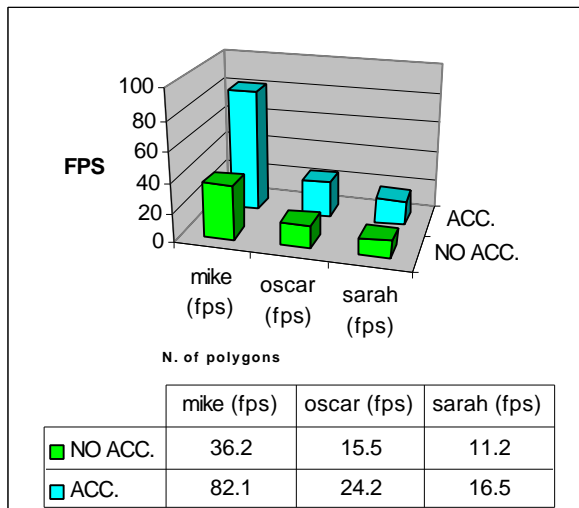 100
80
FPS
60
40
20
0
ACC.
NO ACC.
mike (fps)
oscar (fps)
sarah (fps)
N. of polygons
mike (fps) oscar (fps) sarah (fps)
NO ACC. 36.2 15.5 11.2
ACC. 82.1 24.2 16.5